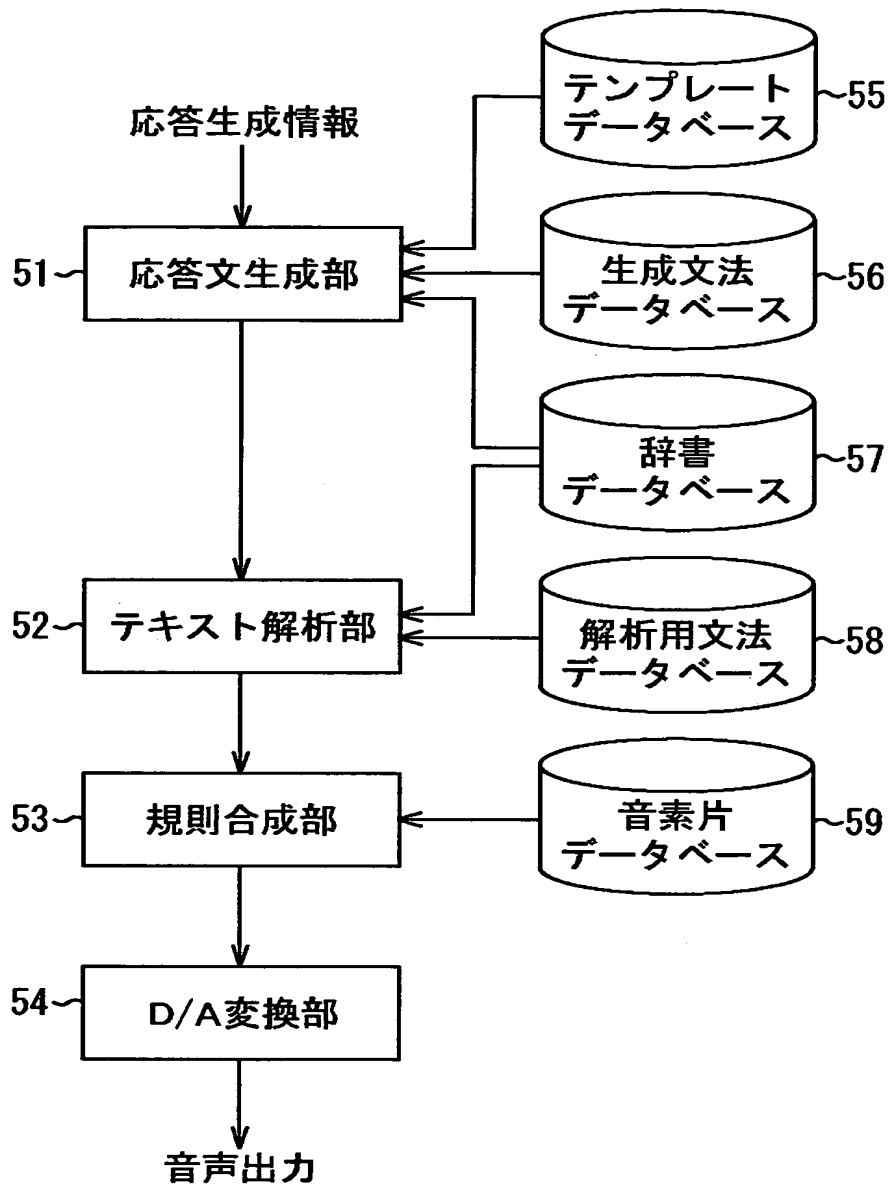 テンプレート
データベース
55
応答生成情報
51
応答文生成部
生成文法
データベース
56
辞書
データベース
57
52
テキスト解析部
解析用文法
データベース
58
53
規則合成部
音素片
データベース
59
54
D/A変換部
音声出力